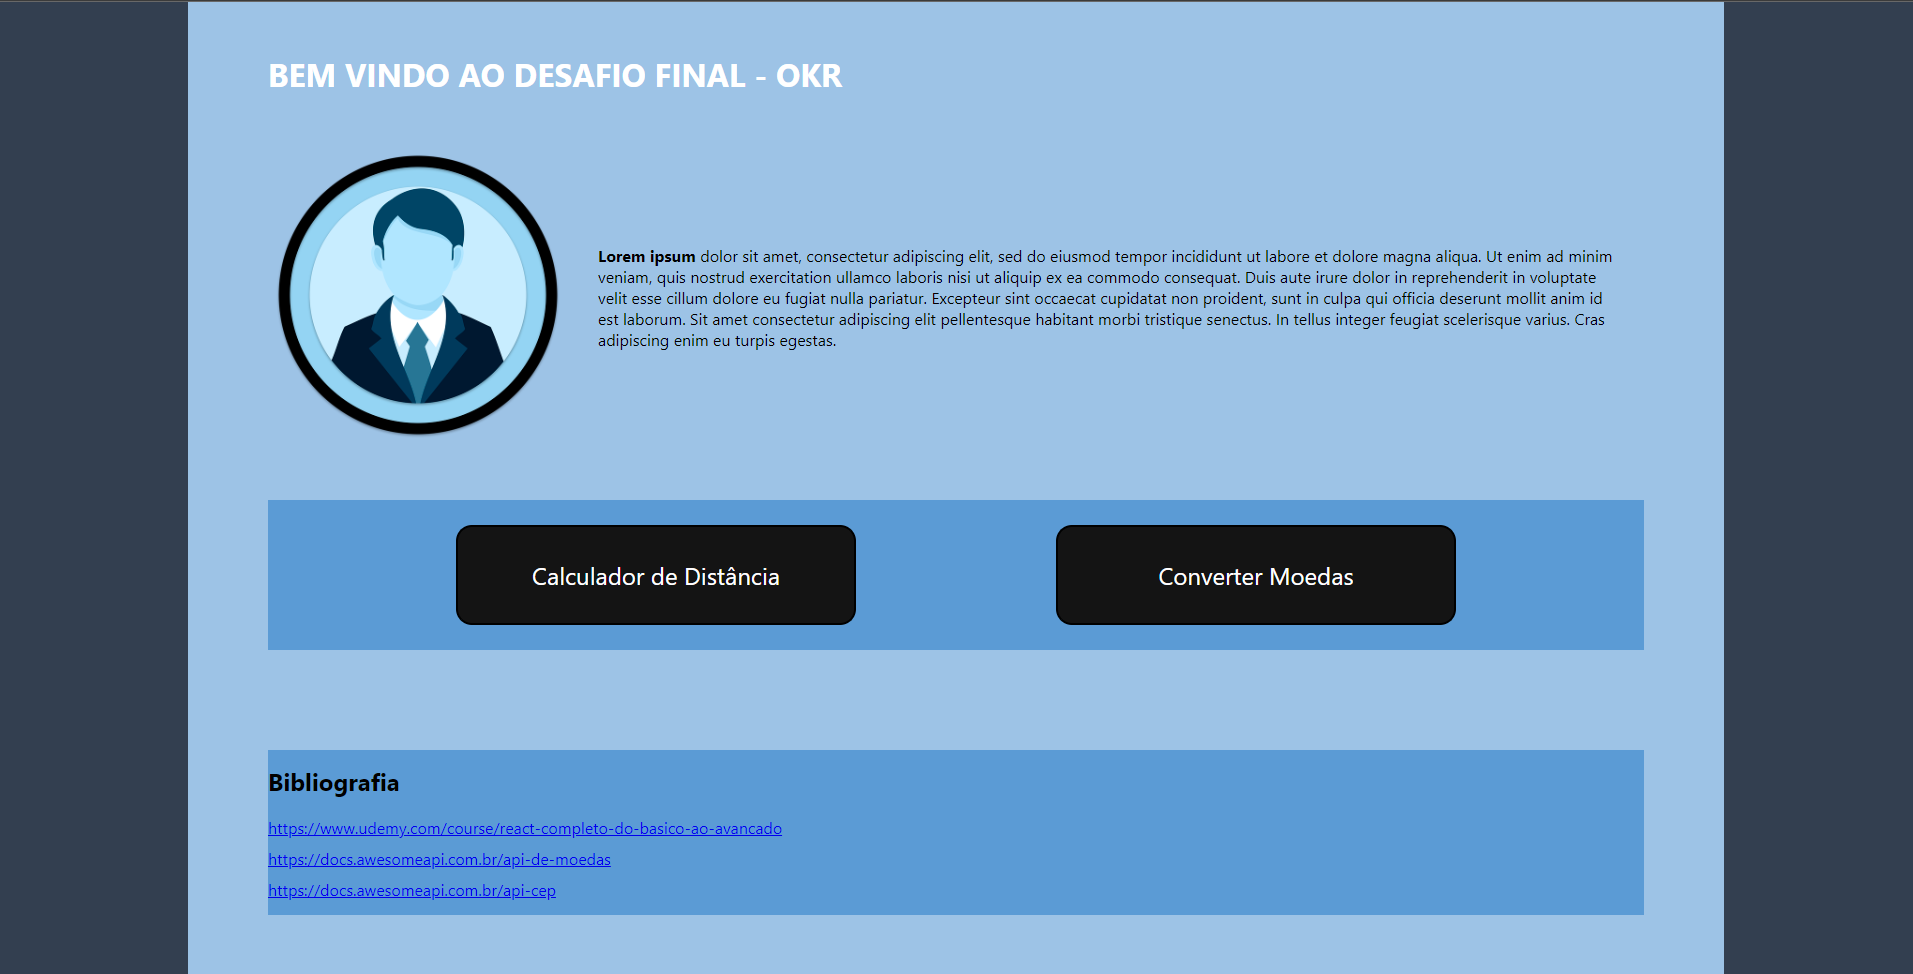 BEM VINDO AO DESAFIO FINAL - OKR
Lorem ipsum dolor sit amet, consectetur adipiscing elit, sed do eiusmod tempor incididunt ut labore et dolore magna aliqua. Ut enim ad minim
veniam, quis nostrud exercitation ullamco laboris nisi ut aliquip ex ea commodo consequat. Duis aute irure dolor in reprehenderit in voluptate
velit esse cillum dolore eu fugiat nulla pariatur. Excepteur sint occaecat cupidatat non proident, sunt in culpa qui officia deserunt mollit anim id
est laborum. Sit amet consectetur adipiscing elit pellentesque habitant morbi tristique senectus. In tellus integer feugiat scelerisque varius. Cras
adipiscing enim eu turpis egestas.
Calculador de Distância
Converter Moedas
Bibliografia
https://www.udemy.com/course/react-completo-do-basico-ao-avancado
https://docs.awesomeapi.com.br/api-de-moedas
https://docs.awesomeapi.com.br/api-cep